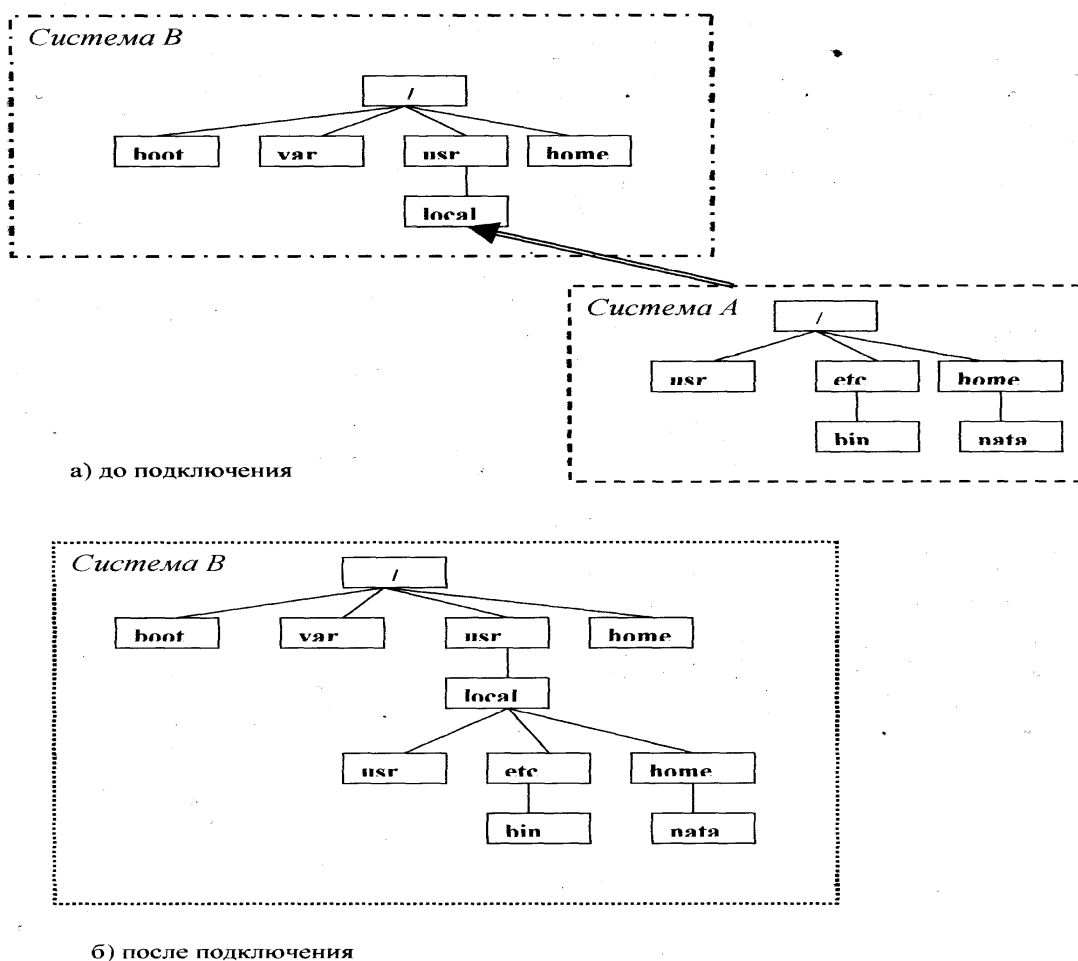 Система В
/
boot var usr home
local
Система А
/
usr etc home
bin nata
а) до подключения
Система В
/
boot var usr home
local
usr etc home
bin nata
б) после подключения